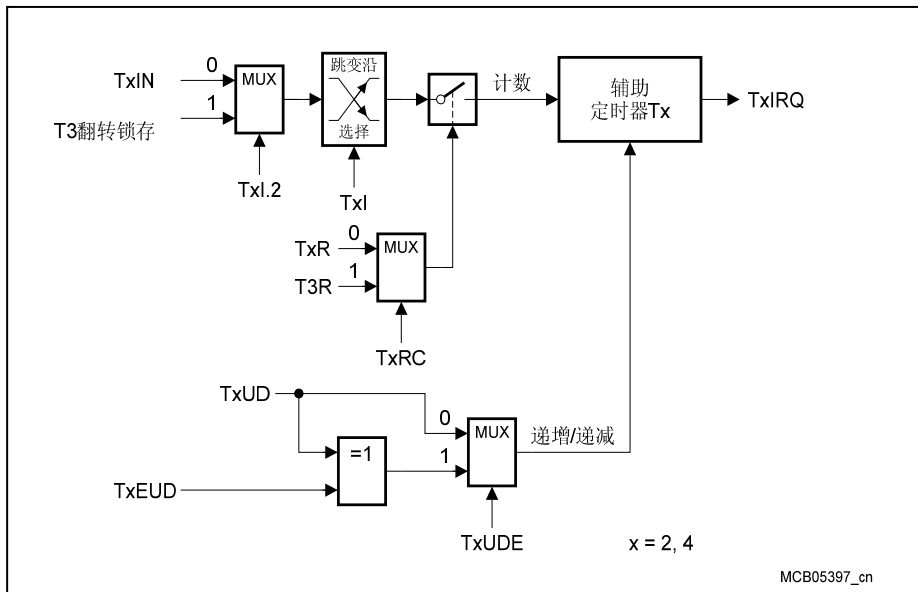 0
TxIN
MUX
1
T3翻转锁存
TxI.2
跳变沿
选择
TxI
计数
辅助
定时器Tx
TxIRQ
0
TxR
MUX
1
T3R
TxRC
TxUD
0
MUX
递增/递减
=1
1
TxEUD
TxUDE
x = 2, 4
MCB05397_cn